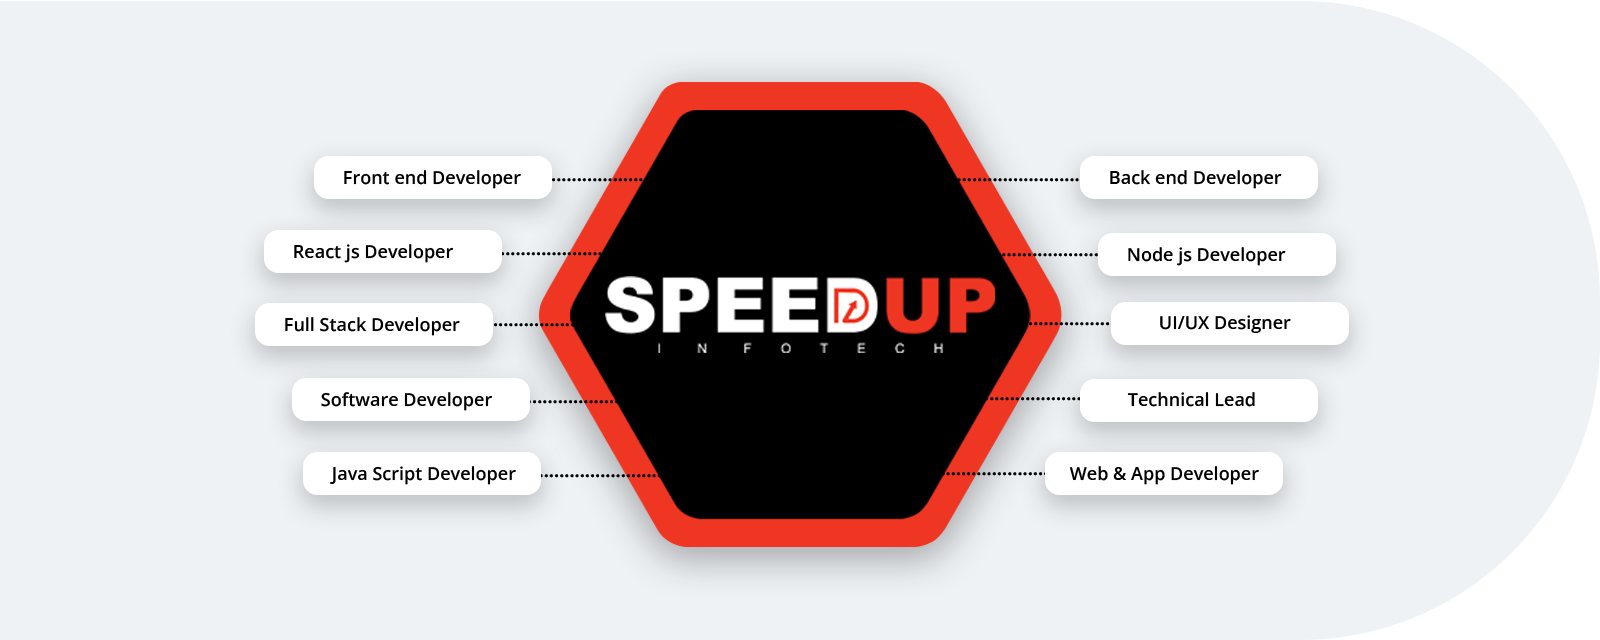 Front end Developer
React js Developer
Full Stack Developer
Software Developer
Java Script Developer
SPEEDUP
INFOTECH
Back end Developer
Node js Developer
UI/UX Designer
Technical Lead
Web & App Developer